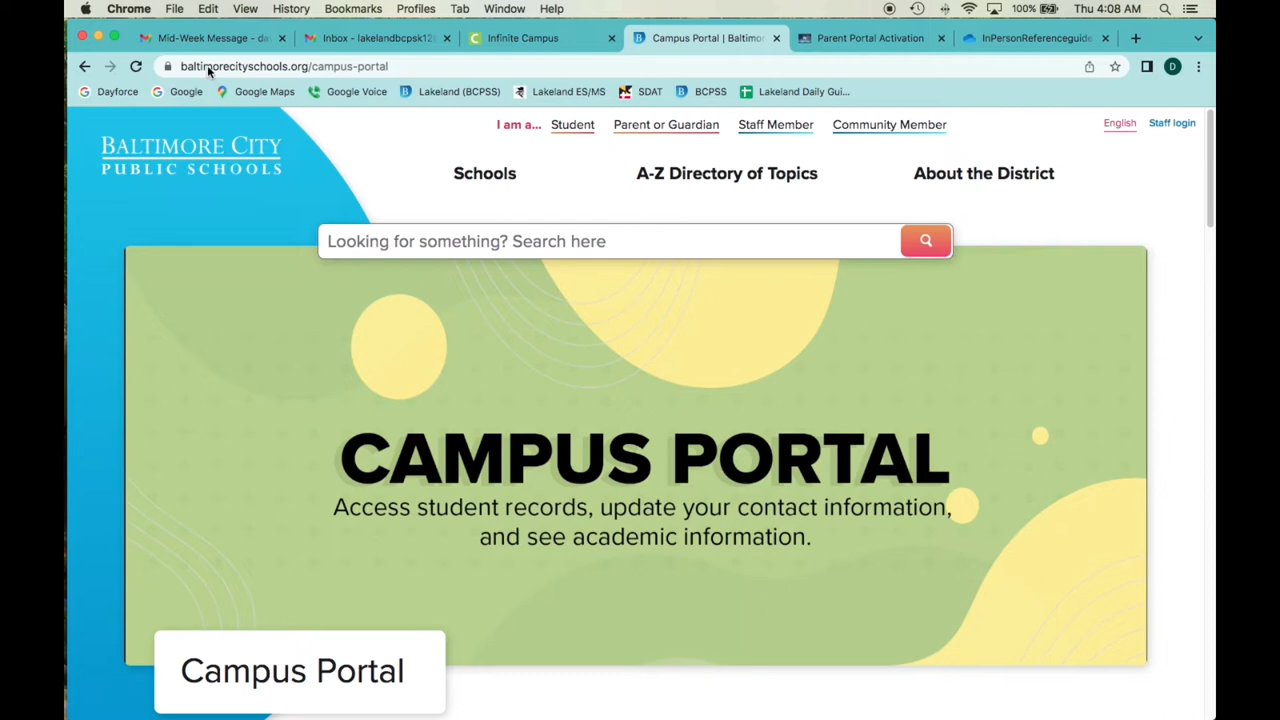 Chrome File Edit View History Bookmarks Profiles Tab Window Help 100% Thu 4:08 AM
Mid-Week Message - da Inbox - lakelandbcpsk12@ Infinite Campus Campus Portal | Baltimo Parent Portal Activation InPersonReferenceguide
baltimorecityschools.org/campus-portal D
Dayforce Google Google Maps Google Voice Lakeland (BCPSS) Lakeland ES/MS SDAT BCPSS Lakeland Daily Gui...
I am a... Student Parent or Guardian Staff Member Community Member English Staff login
BALTIMORE CITY
PUBLIC SCHOOLS
Schools A-Z Directory of Topics About the District
Looking for something? Search here
CAMPUS PORTAL
Access student records, update your contact information,
and see academic information.
Campus Portal